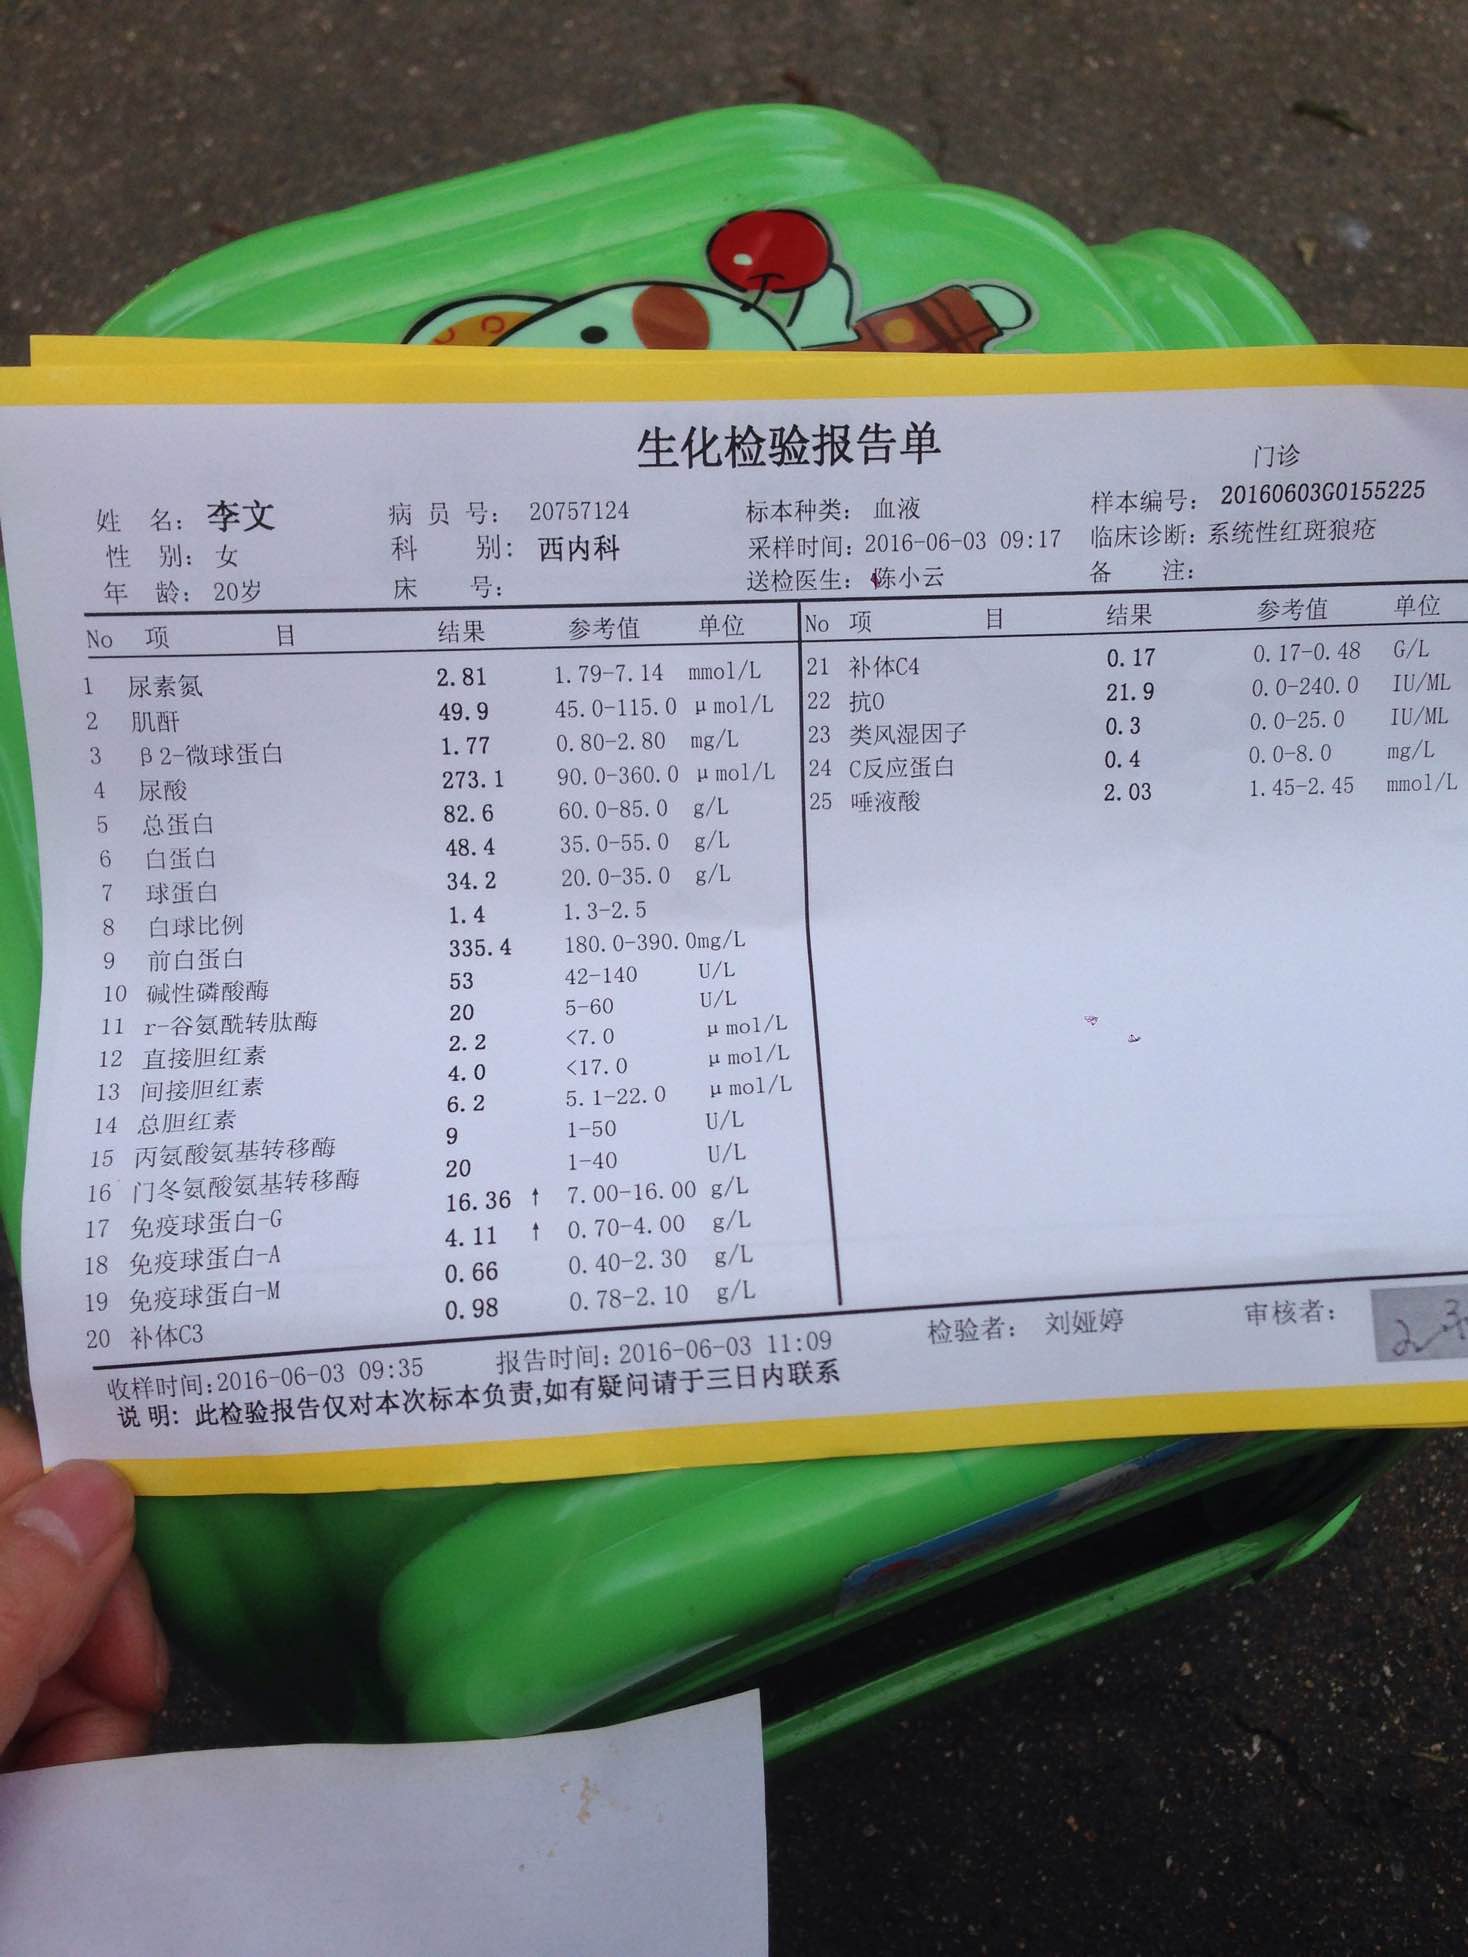 生化检验报告单
门诊
姓 名: 李文 病 员 号: 20757124 标本种类: 血液 样本编号: 20160603G0155225
性 别: 女 科 别: 西内科 采样时间: 2016-06-03 09:17 临床诊断: 系统性红斑狼疮
年 龄: 20岁 床 号: 送检医生: 陈小云 备 注:
No 项 目 结果 参考值 单位
1 尿素氮 2.81 1.79-7.14 mmol/L
2 肌酐 49.9 45.0-115.0 μmol/L
3 β2-微球蛋白 1.77 0.80-2.80 mg/L
4 尿酸 273.1 90.0-360.0 μmol/L
5 总蛋白 82.6 60.0-85.0 g/L
6 白蛋白 48.4 35.0-55.0 g/L
7 球蛋白 34.2 20.0-35.0 g/L
8 白球比例 1.4 1.3-2.5
9 前白蛋白 335.4 180.0-390.0mg/L
10 碱性磷酸酶 53 42-140 U/L
11 r-谷氨酰转肽酶 20 5-60 U/L
12 直接胆红素 2.2 <7.0 μmol/L
13 间接胆红素 4.0 <17.0 μmol/L
14 总胆红素 6.2 5.1-22.0 μmol/L
15 丙氨酸氨基转移酶 9 1-50 U/L
16 门冬氨酸氨基转移酶 20 1-40 U/L
17 免疫球蛋白-G 16.36 ↑ 7.00-16.00 g/L
18 免疫球蛋白-A 4.11 ↑ 0.70-4.00 g/L
19 免疫球蛋白-M 0.66 0.40-2.30 g/L
20 补体C3 0.98 0.78-2.10 g/L
No 项 目 结果 参考值 单位
21 补体C4 0.17 0.17-0.48 G/L
22 抗O 21.9 0.0-240.0 IU/ML
23 类风湿因子 0.3 0.0-25.0 IU/ML
24 C反应蛋白 0.4 0.0-8.0 mg/L
25 唾液酸 2.03 1.45-2.45 mmol/L
收样时间:2016-06-03 09:35 报告时间:2016-06-03 11:09 检验者: 刘娅婷 审核者:
说 明: 此检验报告仅对本次标本负责,如有疑问请于三日内联系